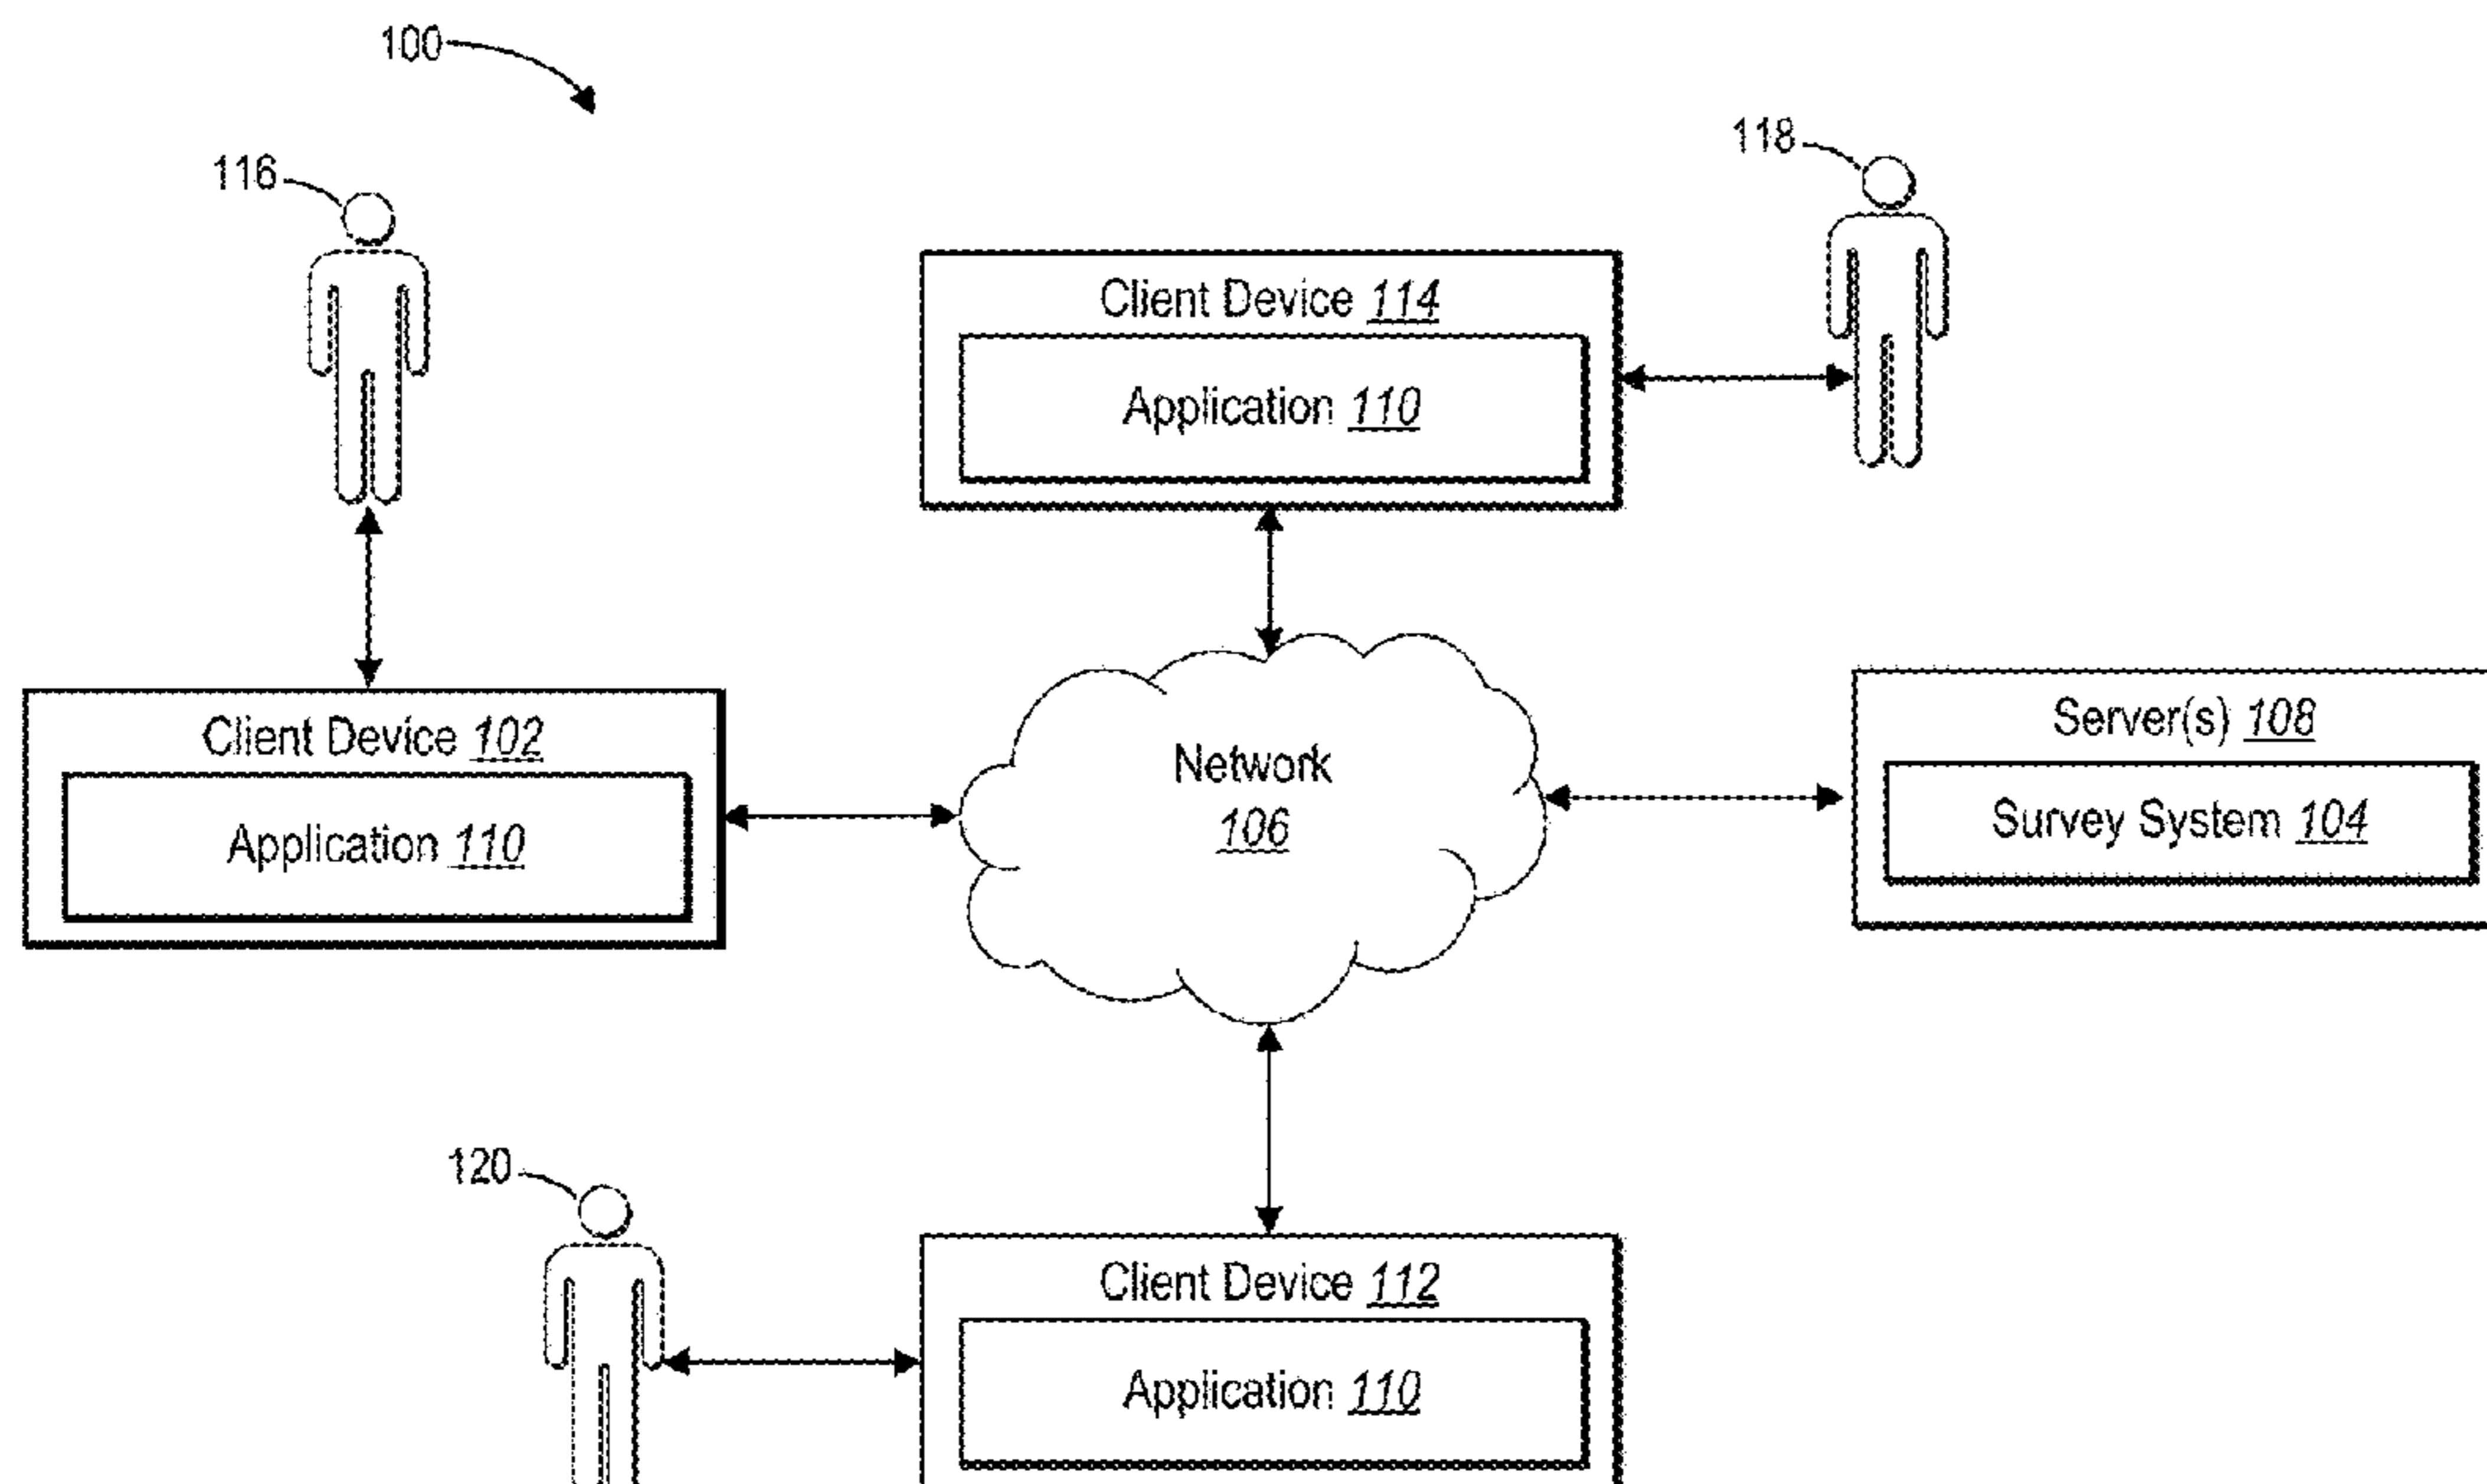 100
116
118
Client Device 114
Application 110
Client Device 102
Application 110
Network
106
Server(s) 108
Survey System 104
120
Client Device 112
Application 110